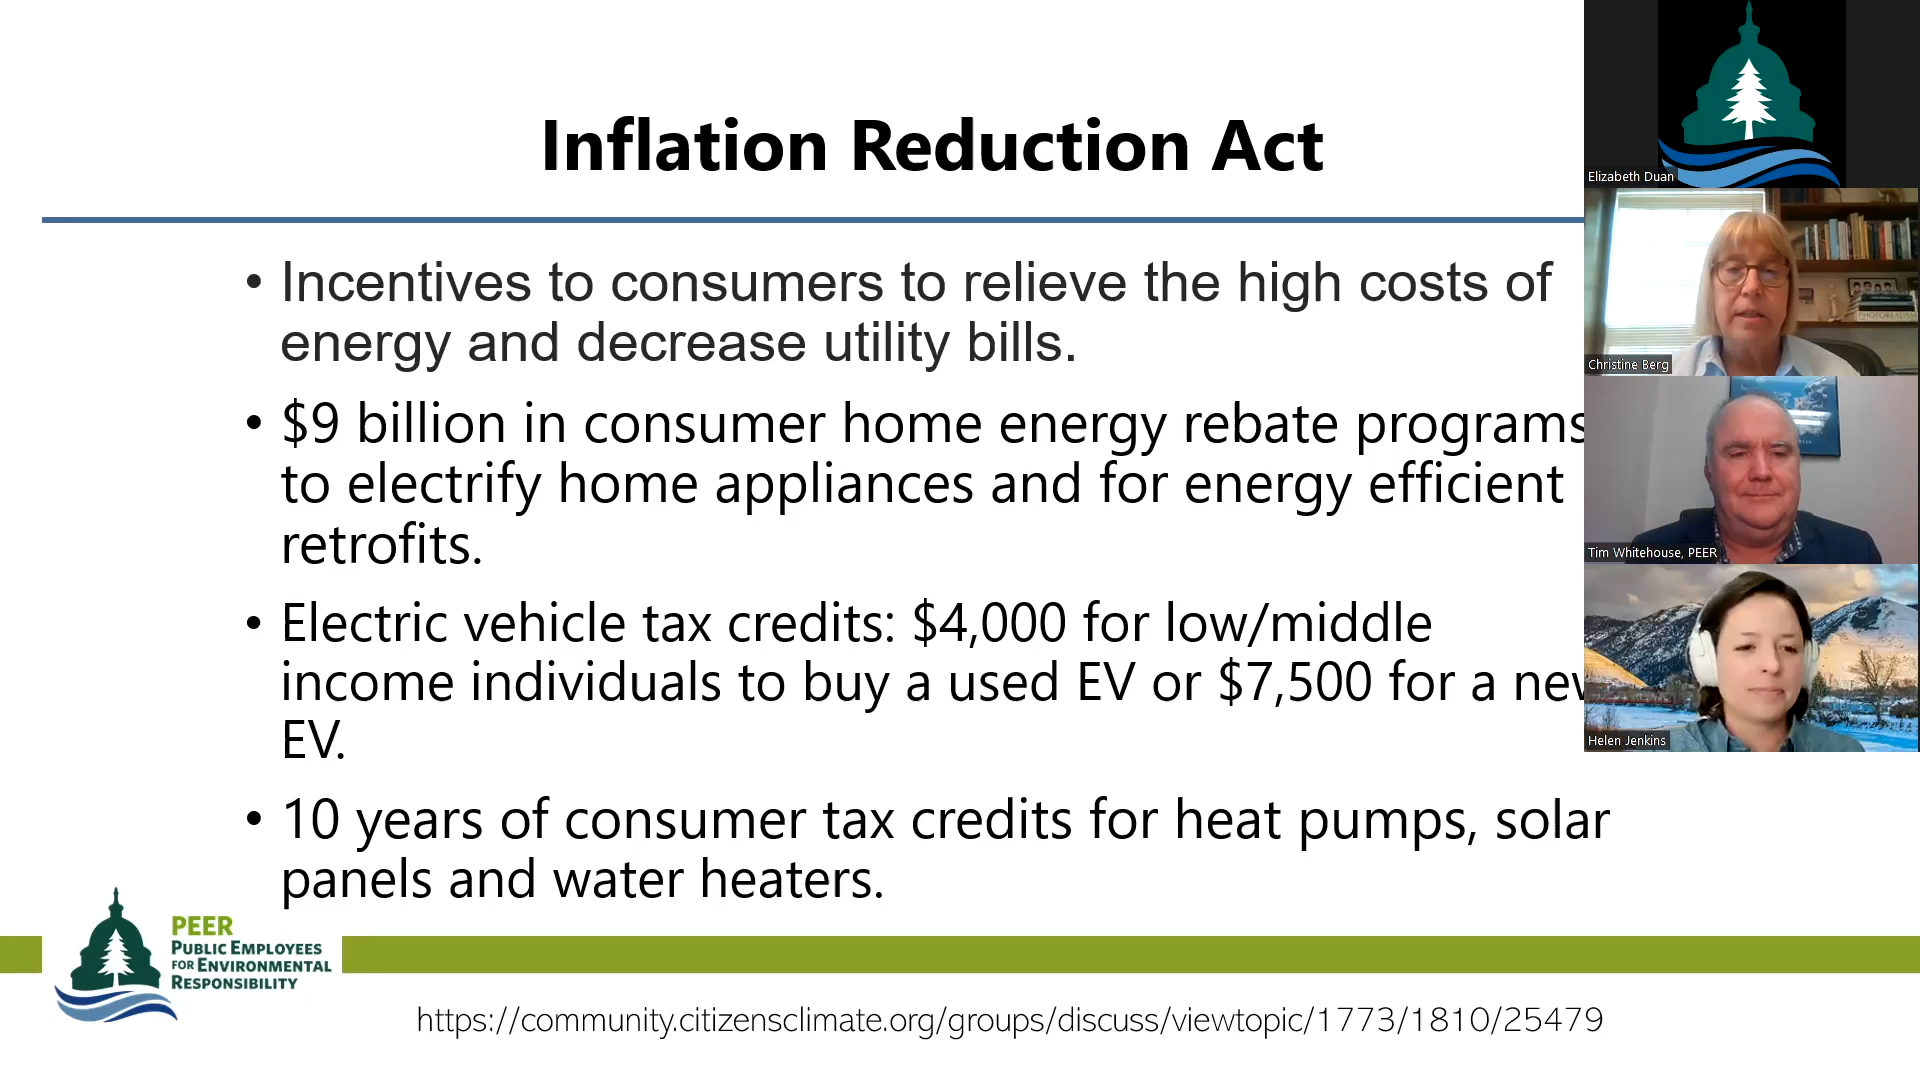 Inflation Reduction Act
• Incentives to consumers to relieve the high costs of
energy and decrease utility bills.
• $9 billion in consumer home energy rebate programs
to electrify home appliances and for energy efficient
retrofits.
• Electric vehicle tax credits: $4,000 for low/middle
income individuals to buy a used EV or $7,500 for a new
EV.
• 10 years of consumer tax credits for heat pumps, solar
panels and water heaters.
PEER
PUBLIC EMPLOYEES
FOR ENVIRONMENTAL
RESPONSIBILITY
https://community.citizensclimate.org/groups/discuss/viewtopic/1773/1810/25479
Elizabeth Duan
Christine Berg
PHOTOREALISM
Tim Whitehouse, PEER
Helen Jenkins